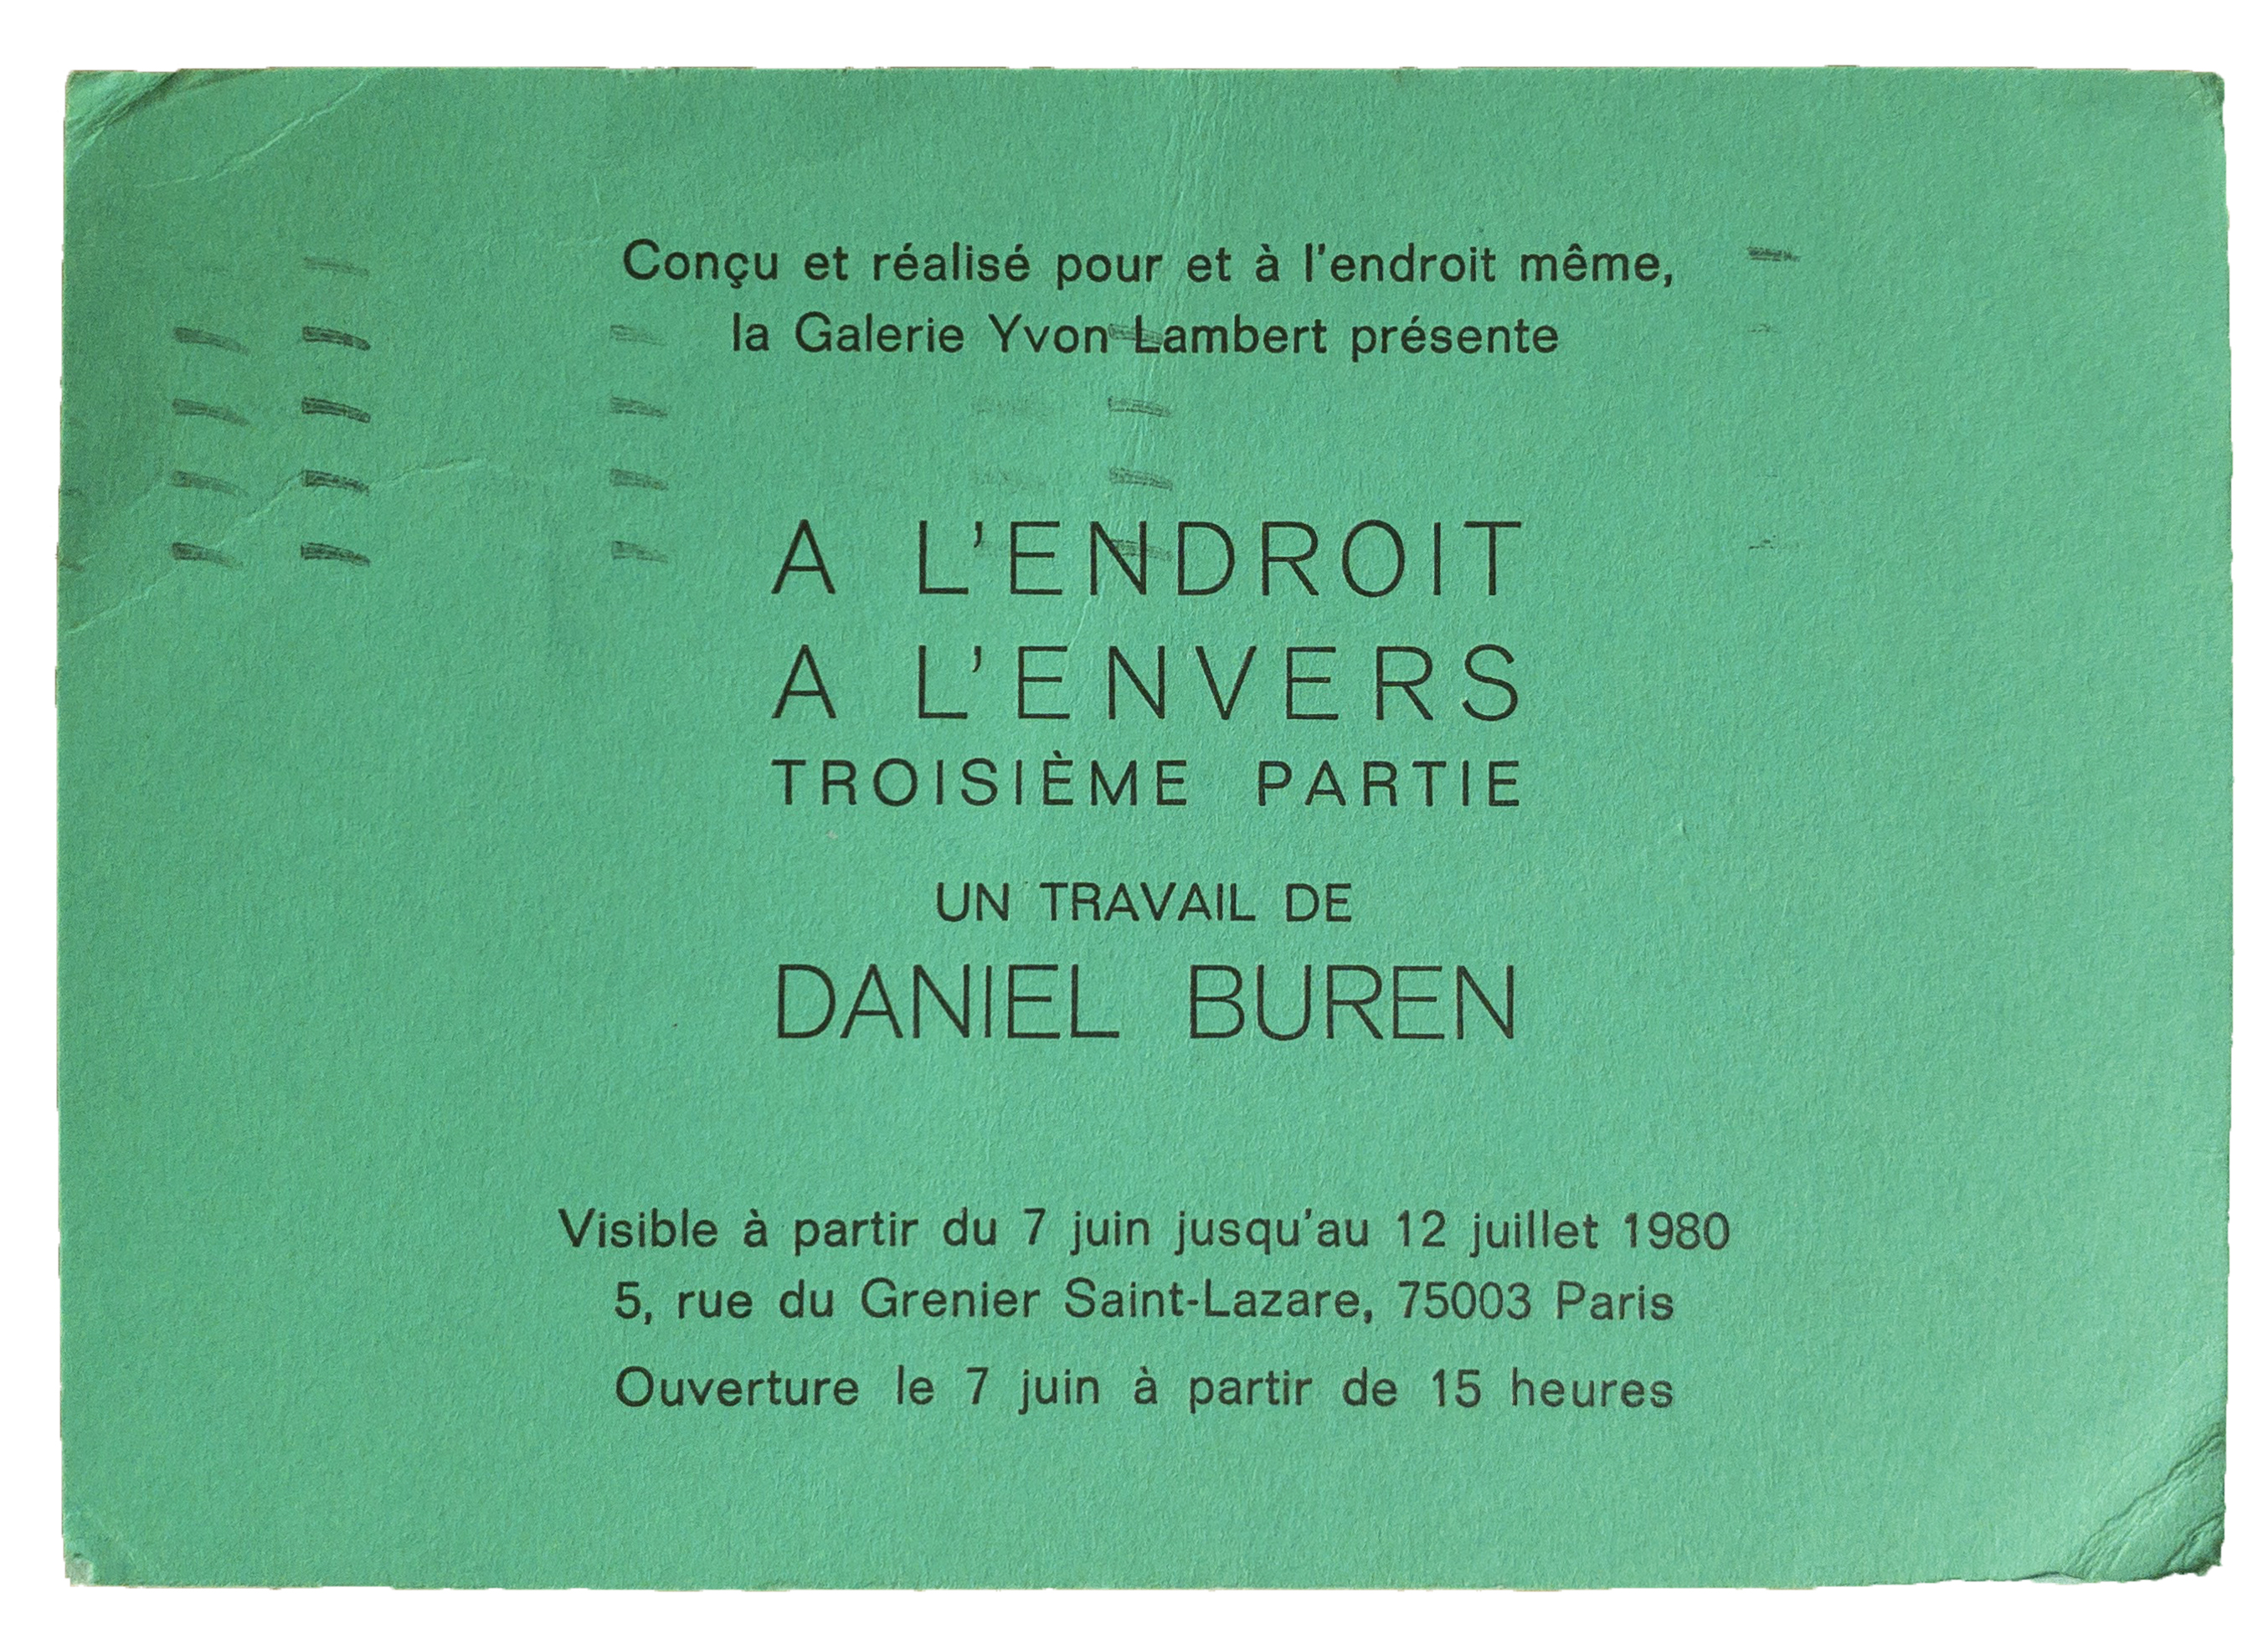 Conçu et réalisé pour et à l'endroit même,
la Galerie Yvon Lambert présente
A L'ENDROIT
A L'ENVERS
TROISIÈME PARTIE
UN TRAVAIL DE
DANIEL BUREN
Visible à partir du 7 juin jusqu'au 12 juillet 1980
5, rue du Grenier Saint-Lazare, 75003 Paris
Ouverture le 7 juin à partir de 15 heures